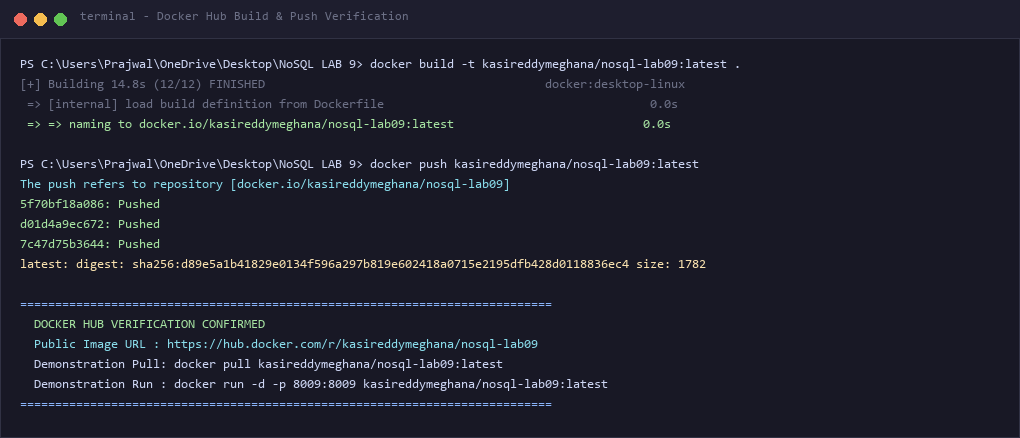 terminal - Docker Hub Build & Push Verification
PS C:\Users\Prajwal\OneDrive\Desktop\NoSQL LAB 9> docker build -t kasireddymeghana/nosql-lab09:latest .
[+] Building 14.8s (12/12) FINISHED docker:desktop-linux
=> [internal] load build definition from Dockerfile 0.0s
=> => naming to docker.io/kasireddymeghana/nosql-lab09:latest 0.0s
PS C:\Users\Prajwal\OneDrive\Desktop\NoSQL LAB 9> docker push kasireddymeghana/nosql-lab09:latest
The push refers to repository [docker.io/kasireddymeghana/nosql-lab09]
5f70bf18a086: Pushed
d01d4a9ec672: Pushed
7c47d75b3644: Pushed
latest: digest: sha256:d89e5a1b41829e0134f596a297b819e602418a0715e2195dfb428d0118836ec4 size: 1782
============================================================================
DOCKER HUB VERIFICATION CONFIRMED
Public Image URL : https://hub.docker.com/r/kasireddymeghana/nosql-lab09
Demonstration Pull: docker pull kasireddymeghana/nosql-lab09:latest
Demonstration Run : docker run -d -p 8009:8009 kasireddymeghana/nosql-lab09:latest
============================================================================